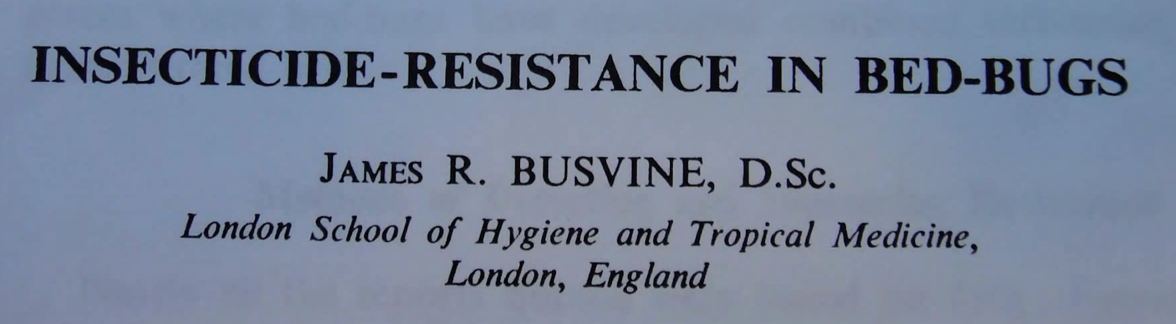 INSECTICIDE-RESISTANCE IN BED-BUGS
JAMES R. BUSVINE, D.Sc.
London School of Hygiene and Tropical Medicine,
London, England